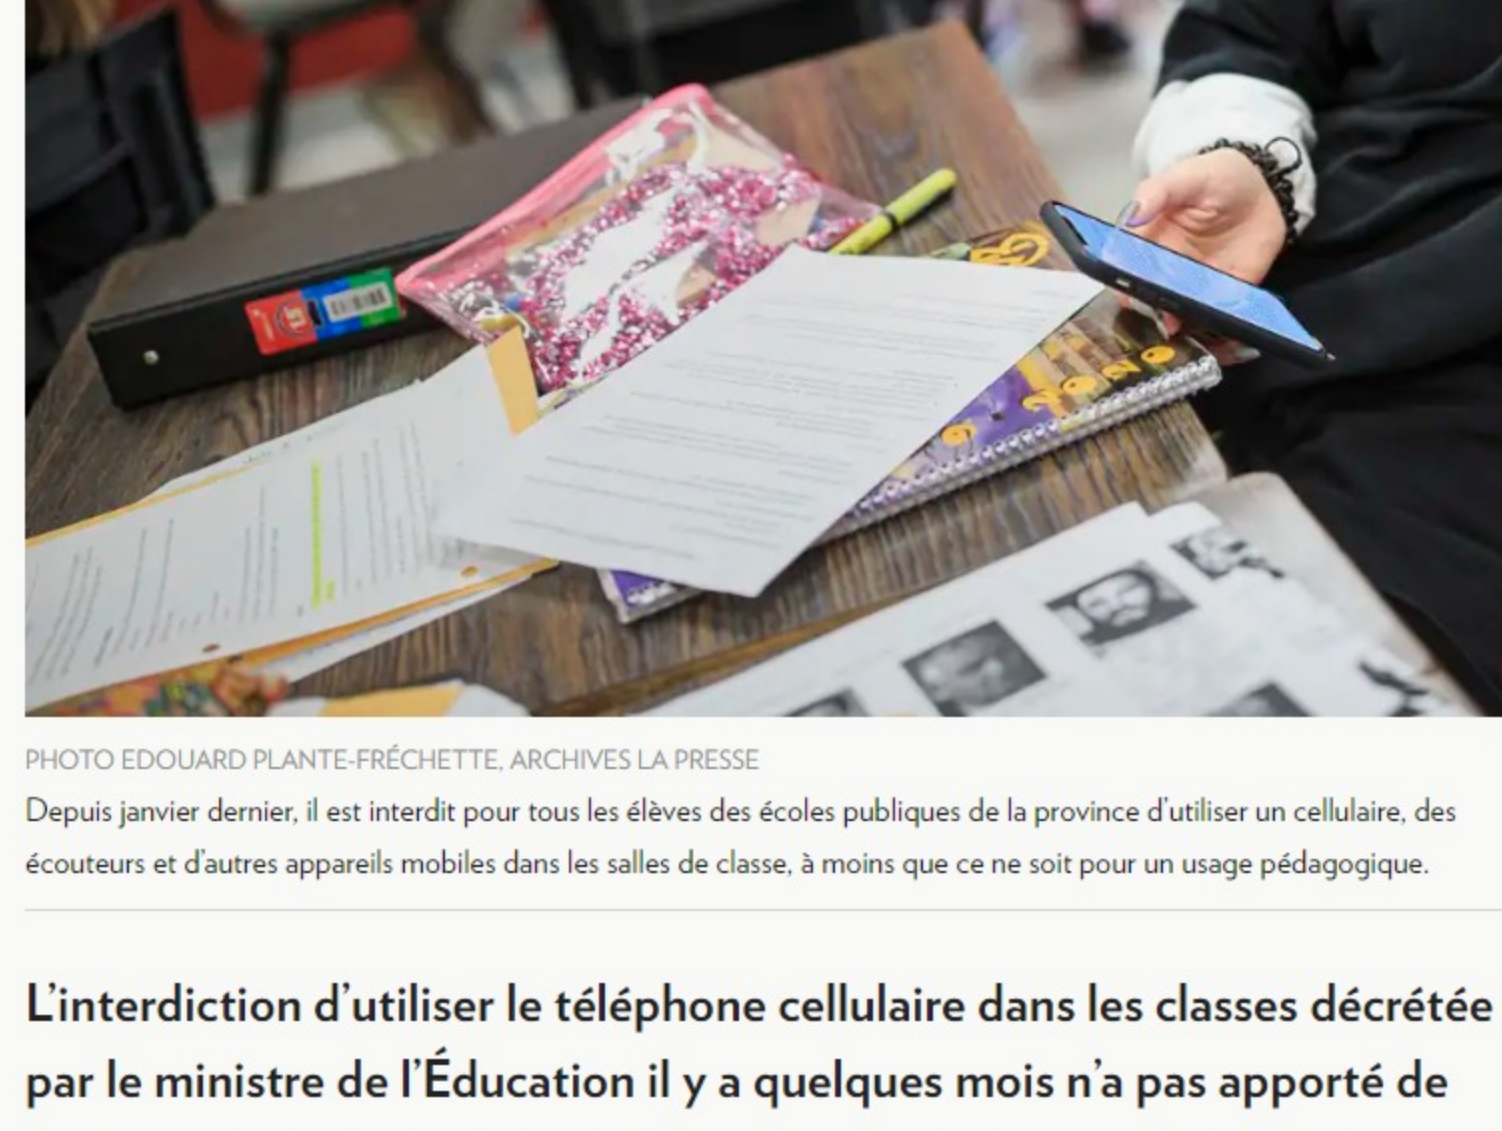 PHOTO EDOUARD PLANTE-FRÉCHETTE, ARCHIVES LA PRESSE
Depuis janvier dernier, il est interdit pour tous les élèves des écoles publiques de la province d’utiliser un cellulaire, des
écouteurs et d’autres appareils mobiles dans les salles de classe, à moins que ce ne soit pour un usage pédagogique.
L’interdiction d’utiliser le téléphone cellulaire dans les classes décrétée
par le ministre de l’Éducation il y a quelques mois n’a pas apporté de